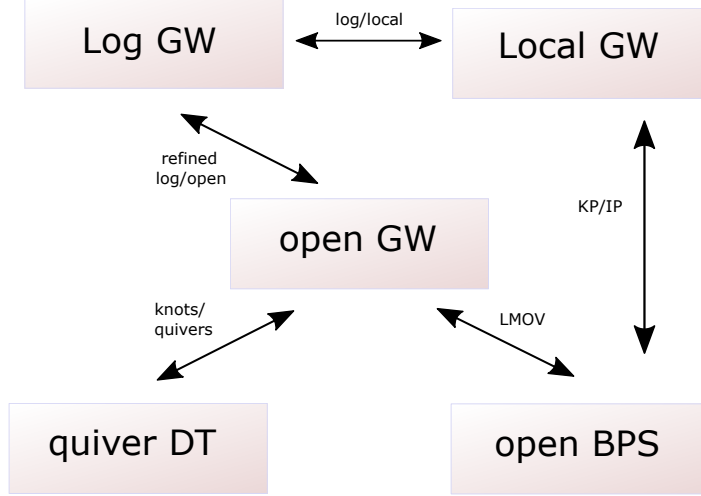 log/local
Log GW
Local GW
refined
log/open
KP/IP
open GW
knots/
quivers
LMOV
quiver DT
open BPS